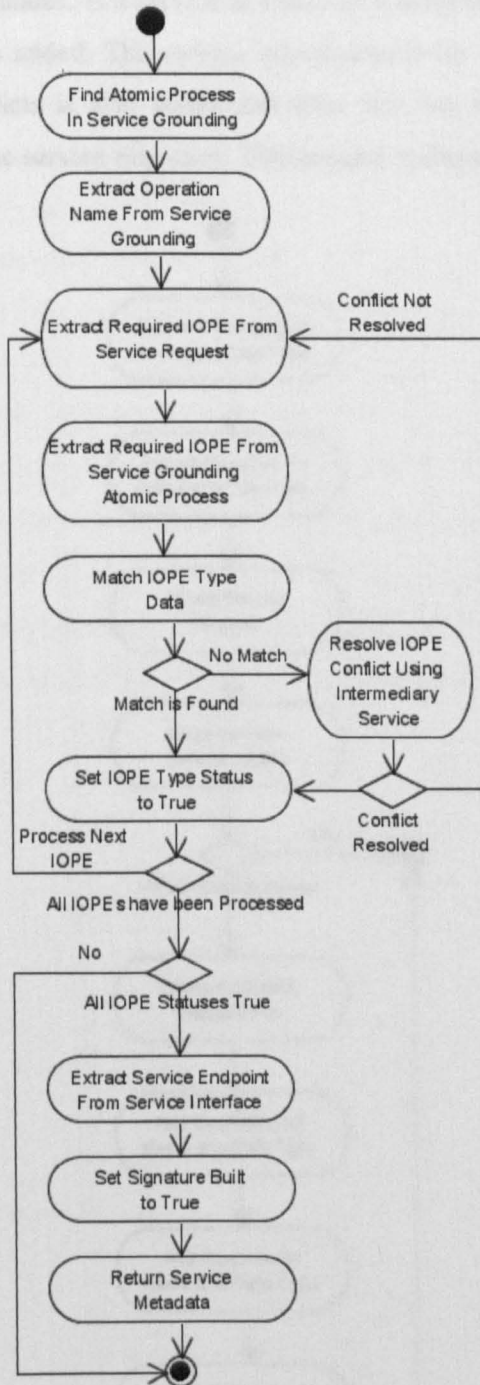 Find Atomic Process
In Service Grounding
Extract Operation
Name From Service
Grounding
Conflict Not
Resolved
Extract Required IOPE From
Service Request
Extract Required IOPE From
Service Grounding
Atomic Process
Match IOPE Type
Data
No Match
Resolve IOPE
Conflict Using
Intermediary
Service
Match is Found
Set IOPE Type Status
to True
Conflict
Resolved
Process Next
IOPE
All IOPEs have been Processed
No
All IOPE Statuses True
Extract Service Endpoint
From Service Interface
Set Signature Built
to True
Return Service
Metadata